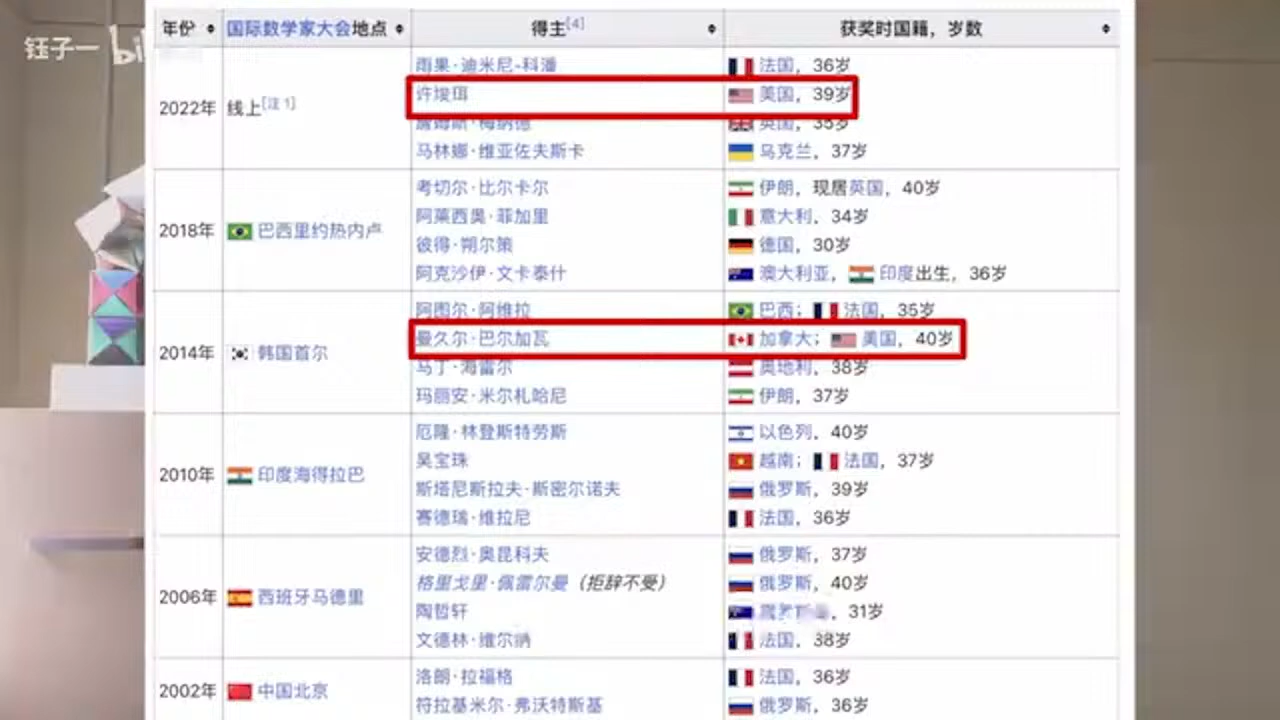 钰子一 bil
年份 国际数学家大会地点 得主[4] 获奖时国籍，岁数
2022年 线上[注 1]
雨果·迪米尼-科潘 法国，36岁
许埈珥 美国，39岁
詹姆斯·梅纳德 英国，35岁
马林娜·维亚佐夫斯卡 乌克兰，37岁
2018年 巴西里约热内卢
考切尔·比尔卡尔 伊朗，现居英国，40岁
阿莱西奥·菲加里 意大利，34岁
彼得·朔尔策 德国，30岁
阿克沙伊·文卡泰什 澳大利亚，印度出生，36岁
2014年 韩国首尔
阿图尔·阿维拉 巴西；法国，35岁
曼久尔·巴尔加瓦 加拿大；美国，40岁
马丁·海雷尔 奥地利，38岁
玛丽安·米尔札哈尼 伊朗，37岁
2010年 印度海得拉巴
厄隆·林登斯特劳斯 以色列，40岁
吴宝珠 越南；法国，37岁
斯塔尼斯拉夫·斯密尔诺夫 俄罗斯，39岁
赛德瑞·维拉尼 法国，36岁
2006年 西班牙马德里
安德烈·奥昆科夫 俄罗斯，37岁
格里戈里·佩雷尔曼（拒辞不受） 俄罗斯，40岁
陶哲轩 ，31岁
文德林·维尔纳 法国，38岁
2002年 中国北京
洛朗·拉福格 法国，36岁
符拉基米尔·弗沃特斯基 俄罗斯，36岁